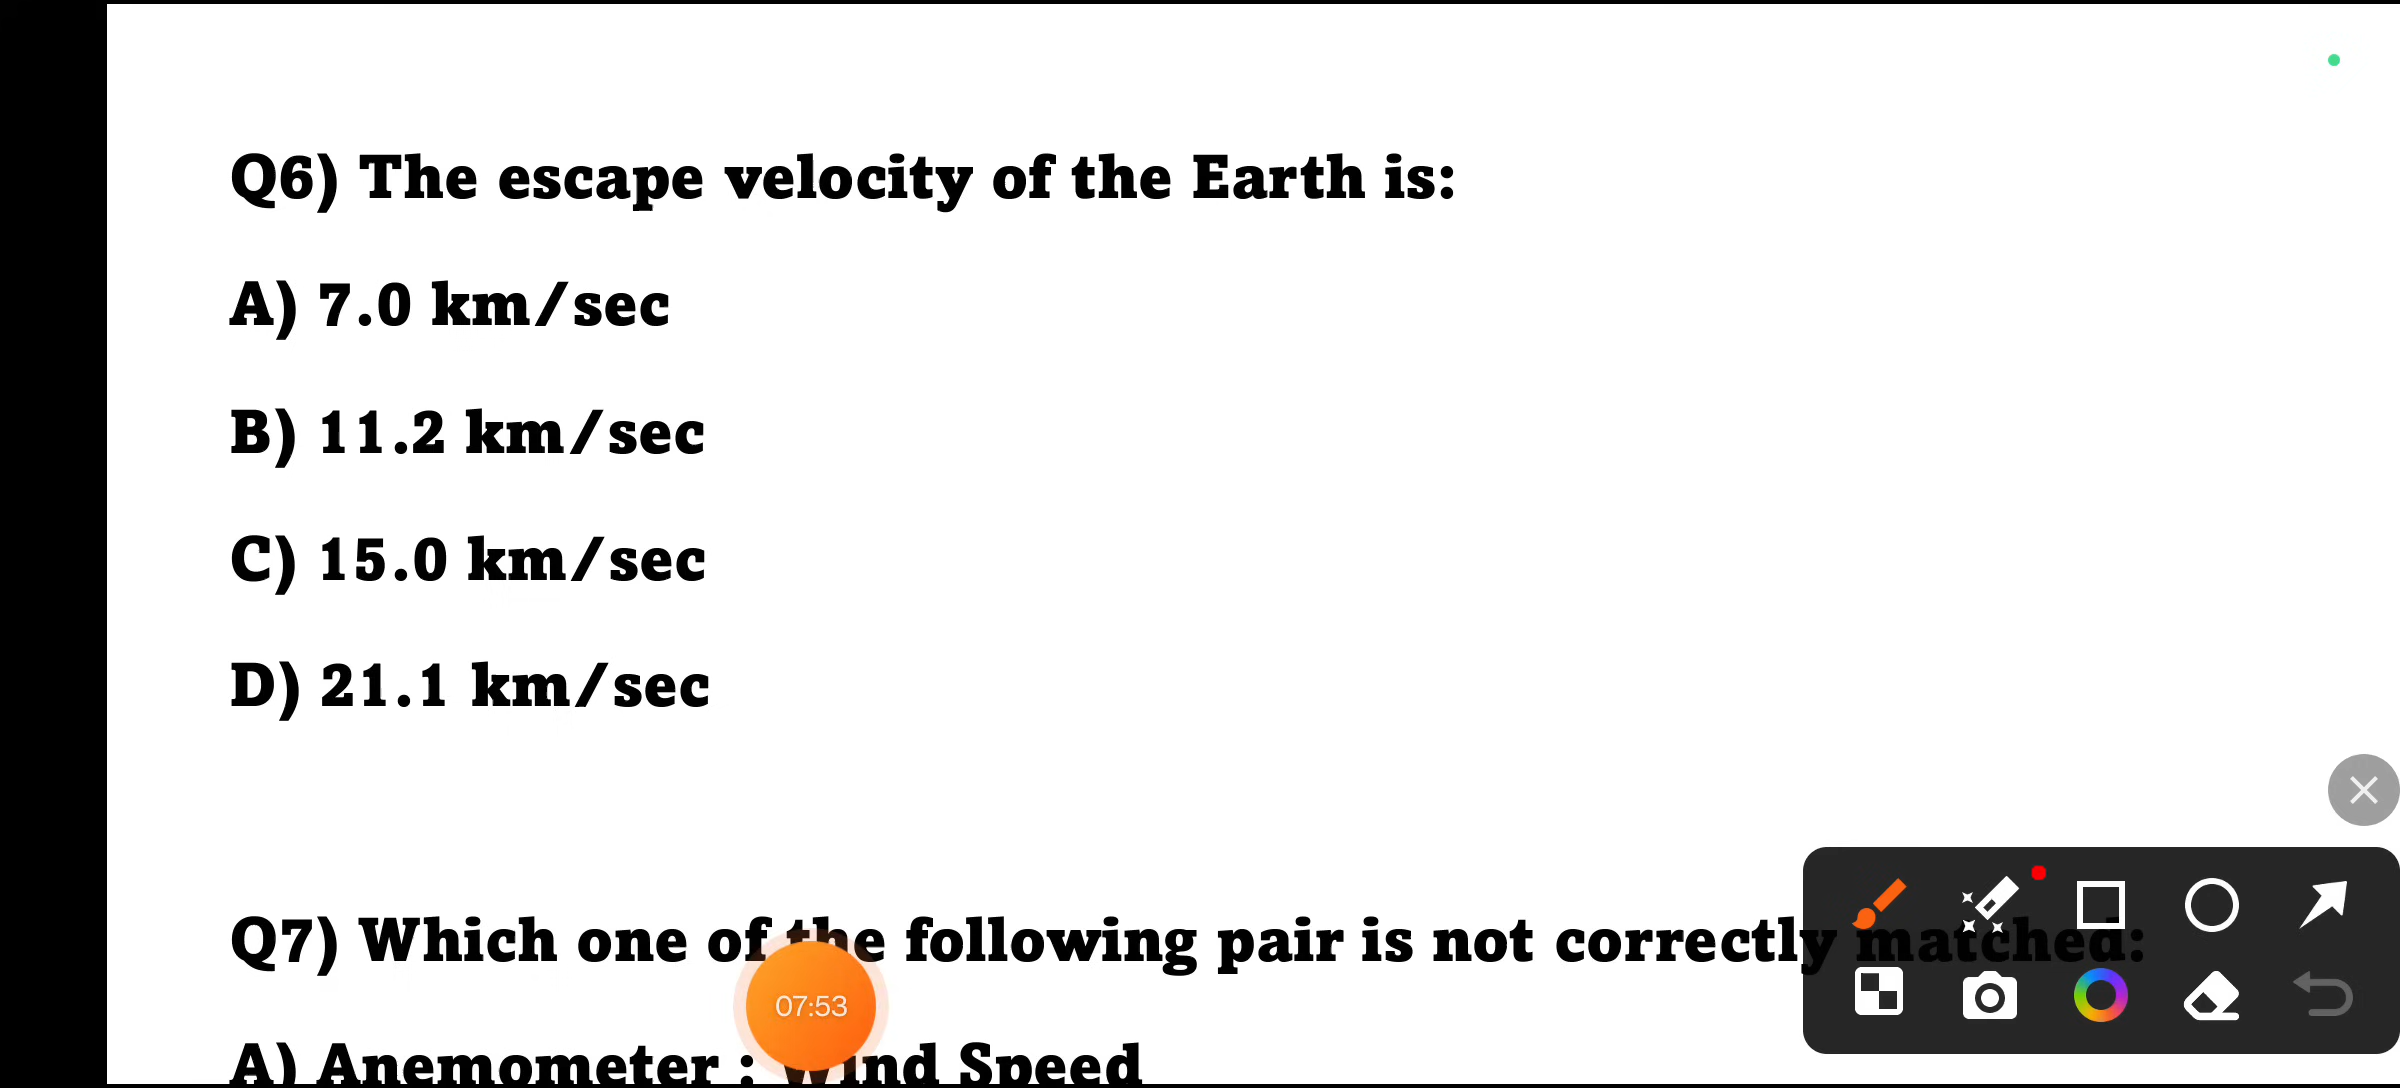 Q6) The escape velocity of the Earth is:
A) 7.0 km/sec
B) 11.2 km/sec
C) 15.0 km/sec
D) 21.1 km/sec
Q7) Which one of the following pair is not correctly matched:
07:53
A) Anemometer : Wind Speed